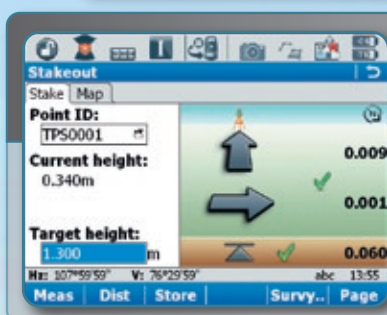 Stakeout
Stake Map
Point ID:
TPS0001
Current height:
0.340m
0.009
0.001
Target height:
1.300 m
0.060
Hz: 107°59'59" V: 76°29'59" abc 13:55
Meas Dist Store Survy.. Page